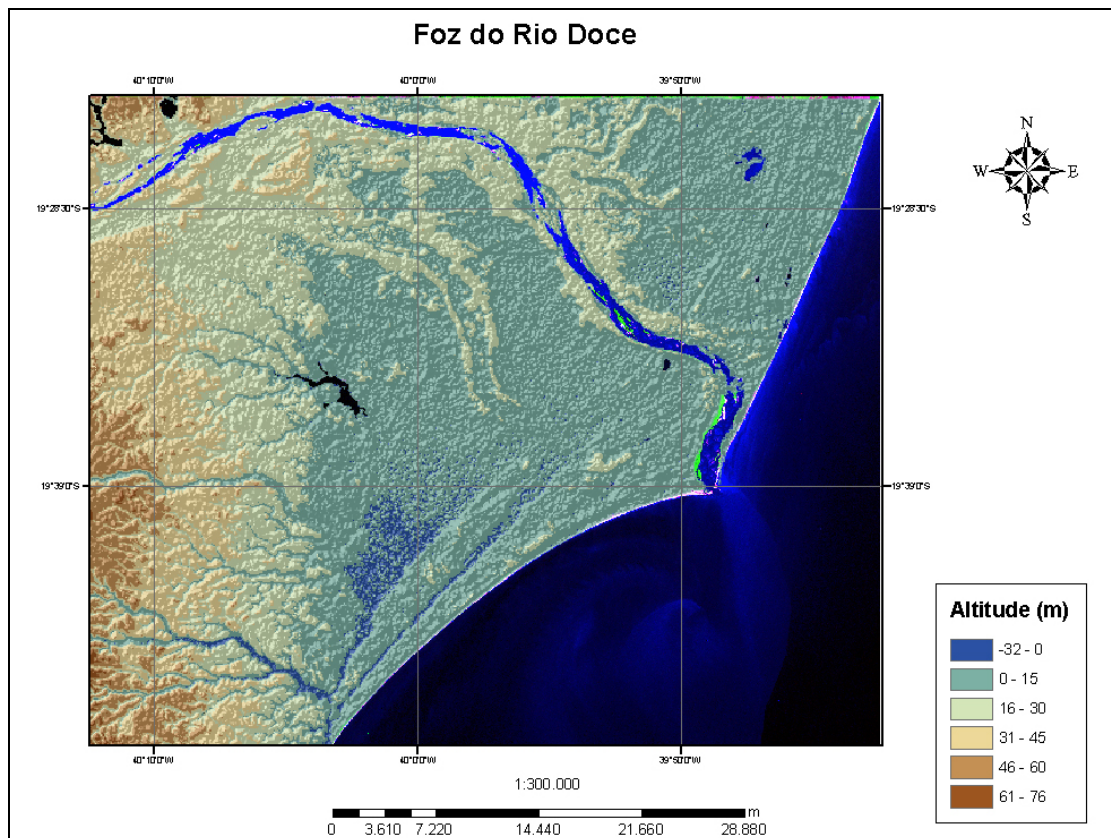 Foz do Rio Doce
40°10'0"W 40°0'0"W 39°50'0"W
N
W E
S
19°28'30"S 19°28'30"S
19°39'0"S 19°39'0"S
40°10'0"W 40°0'0"W 39°50'0"W
Altitude (m)
-32 - 0
0 - 15
16 - 30
31 - 45
46 - 60
61 - 76
1:300.000
m
0 3.610 7.220 14.440 21.660 28.880